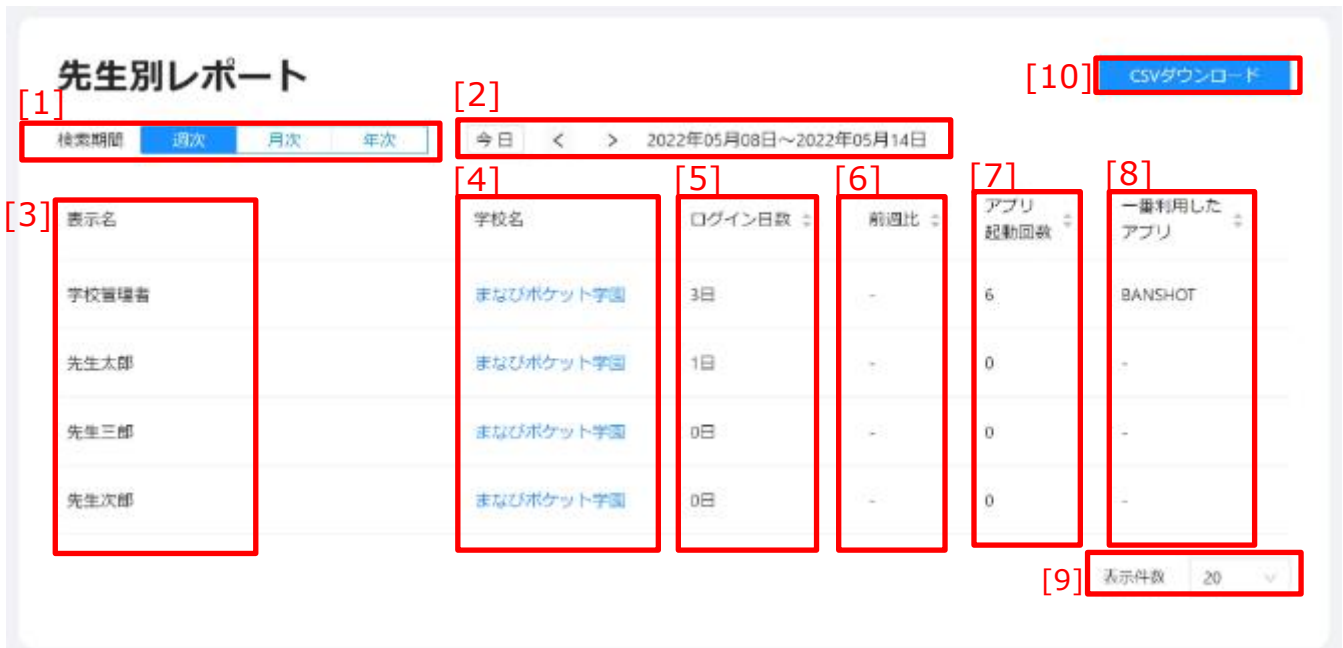 先生別レポート
[10] CSVダウンロード
[1] [2]
検索期間 週次 月次 年次 今日 < > 2022年05月08日～2022年05月14日
[4] [5] [6] [7] [8]
[3] 表示名 学校名 ログイン日数 前週比 アプリ 起動回数 一番利用した アプリ
学校管理者 まなびポケット学園 3日 - 6 BANSHOT
先生太郎 まなびポケット学園 1日 - 0 -
先生三郎 まなびポケット学園 0日 - 0 -
先生次郎 まなびポケット学園 0日 - 0 -
[9] 表示件数 20